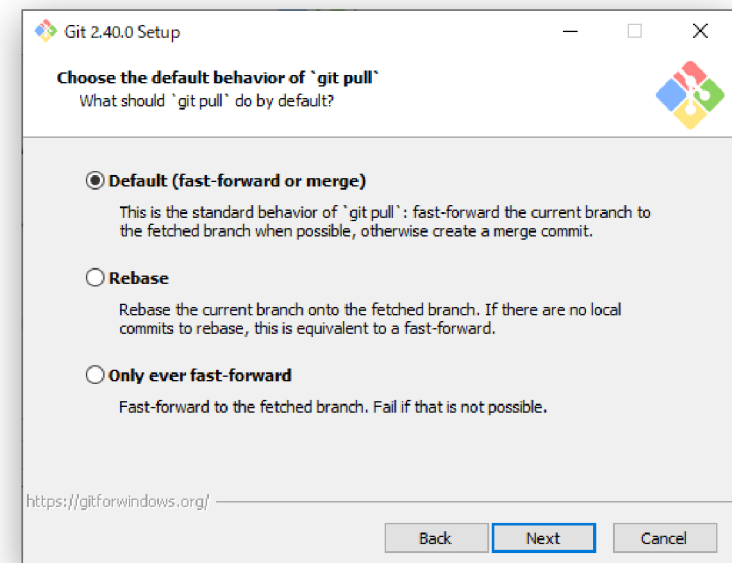 Git 2.40.0 Setup
Choose the default behavior of `git pull`
What should `git pull` do by default?
Default (fast-forward or merge)
This is the standard behavior of `git pull`: fast-forward the current branch to
the fetched branch when possible, otherwise create a merge commit.
Rebase
Rebase the current branch onto the fetched branch. If there are no local
commits to rebase, this is equivalent to a fast-forward.
Only ever fast-forward
Fast-forward to the fetched branch. Fail if that is not possible.
https://gitforwindows.org/
Back Next Cancel